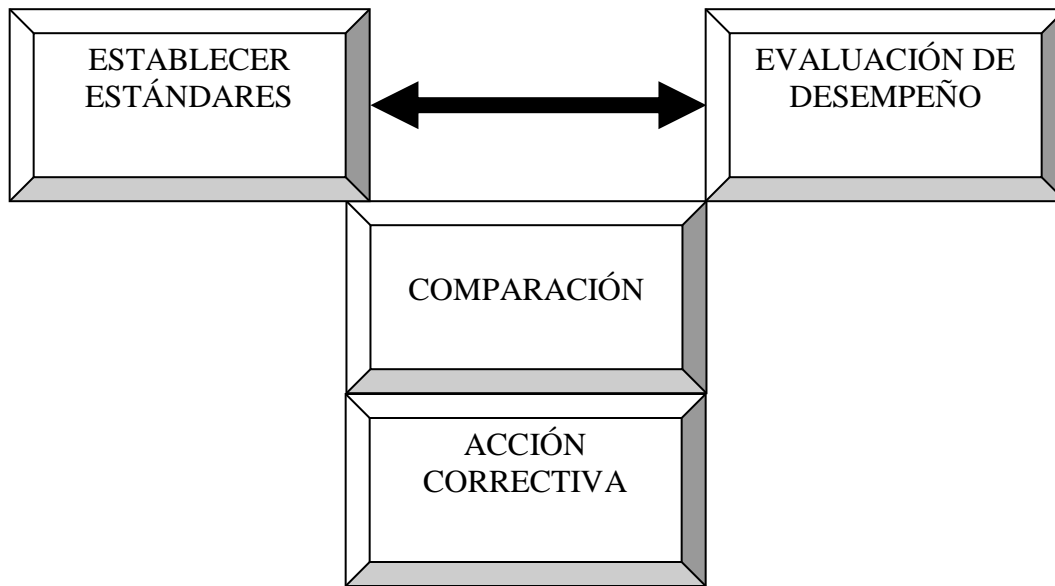 ESTABLECER
ESTÁNDARES
EVALUACIÓN DE
DESEMPEÑO
COMPARACIÓN
ACCIÓN
CORRECTIVA